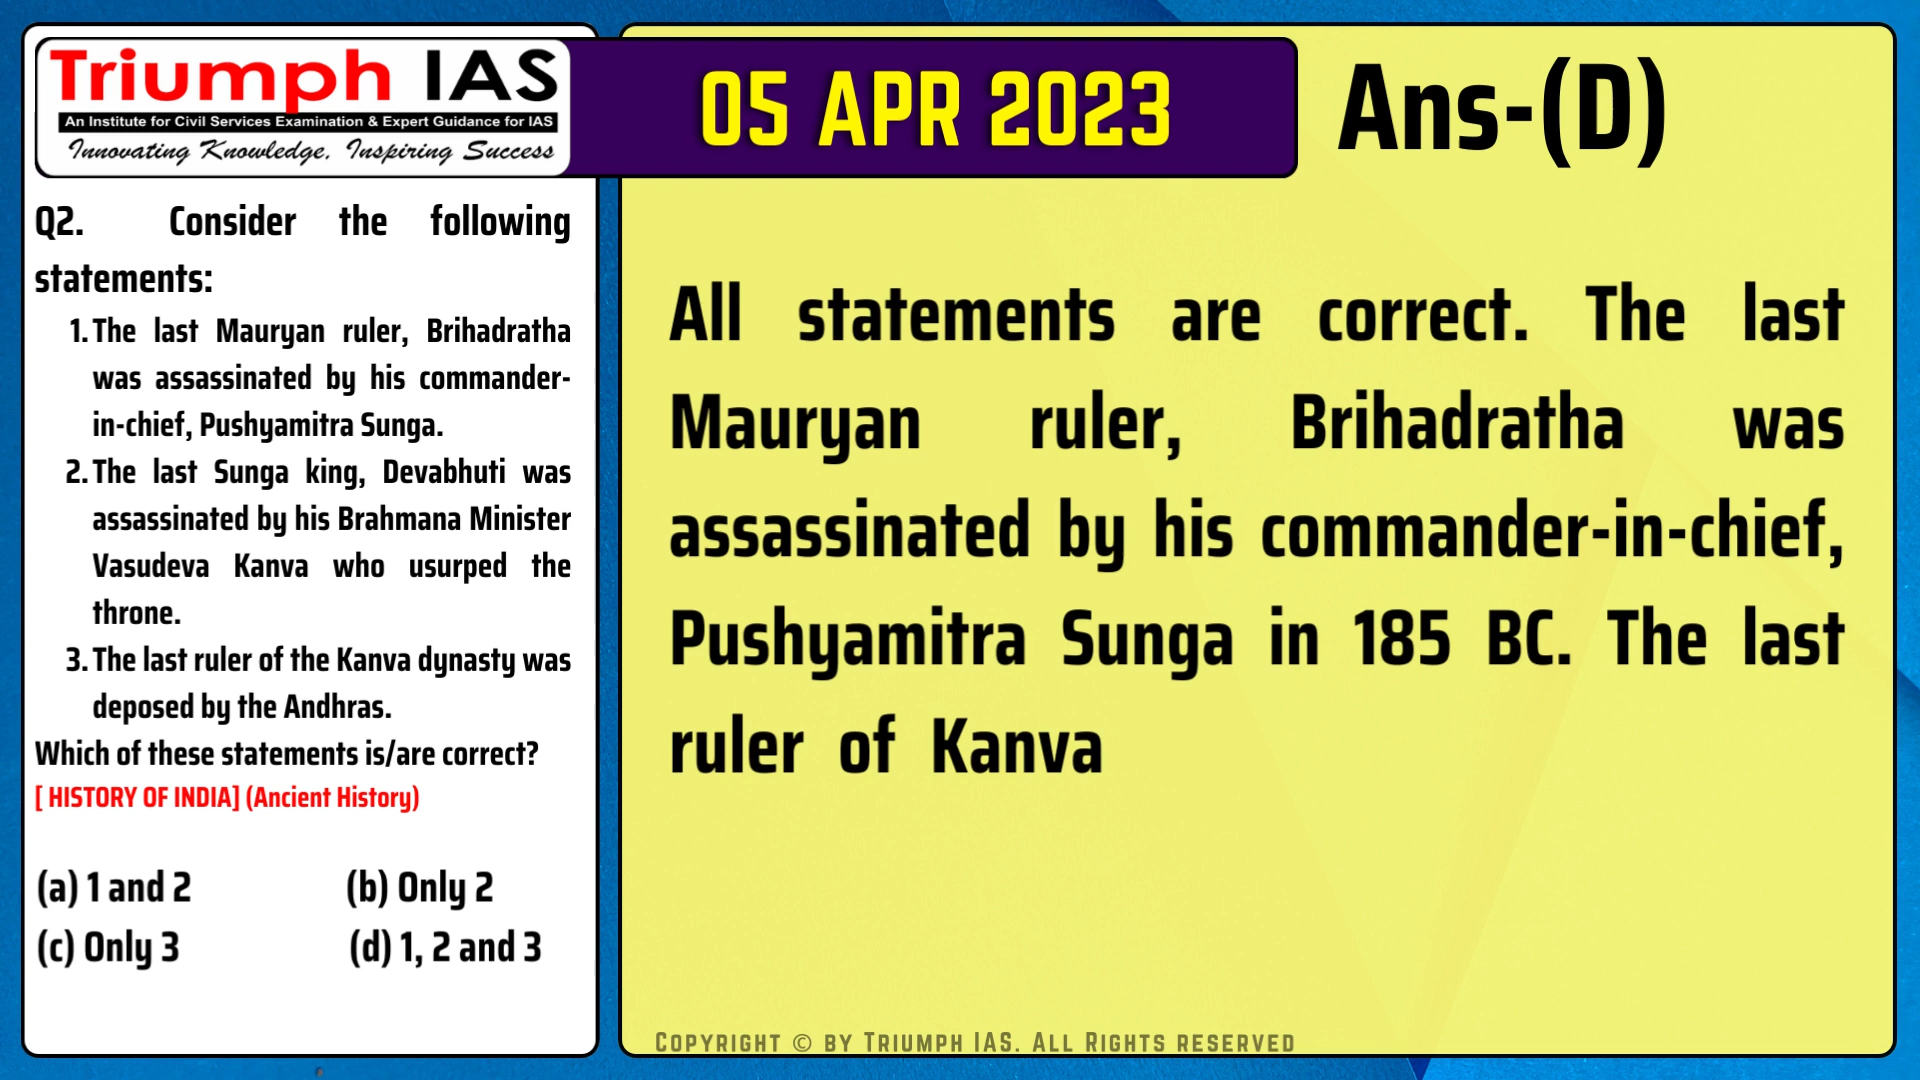 Triumph IAS
An Institute for Civil Services Examination & Expert Guidance for IAS
Innovating Knowledge, Inspiring Success
05 APR 2023
Ans-(D)
Q2. Consider the following
statements:
1. The last Mauryan ruler, Brihadratha
was assassinated by his commander-
in-chief, Pushyamitra Sunga.
2. The last Sunga king, Devabhuti was
assassinated by his Brahmana Minister
Vasudeva Kanva who usurped the
throne.
3. The last ruler of the Kanva dynasty was
deposed by the Andhras.
Which of these statements is/are correct?
[ HISTORY OF INDIA] (Ancient History)
(a) 1 and 2 (b) Only 2
(c) Only 3 (d) 1, 2 and 3
All statements are correct. The last
Mauryan ruler, Brihadratha was
assassinated by his commander-in-chief,
Pushyamitra Sunga in 185 BC. The last
ruler of Kanva
Copyright © by Triumph IAS. All Rights reserved